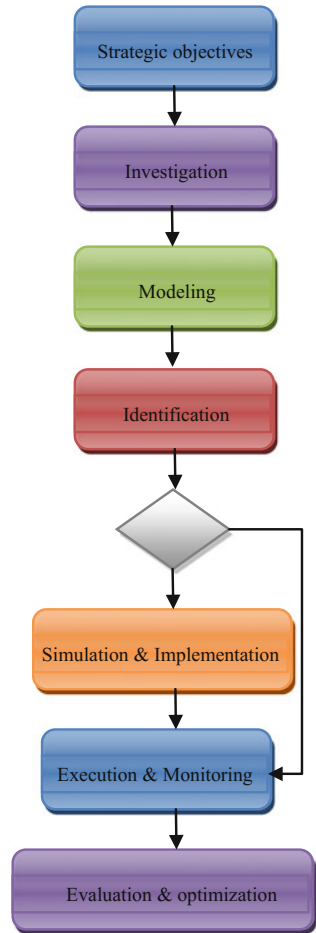 Strategic objectives
Investigation
Modeling
Identification
Simulation & Implementation
Execution & Monitoring
Evaluation & optimization